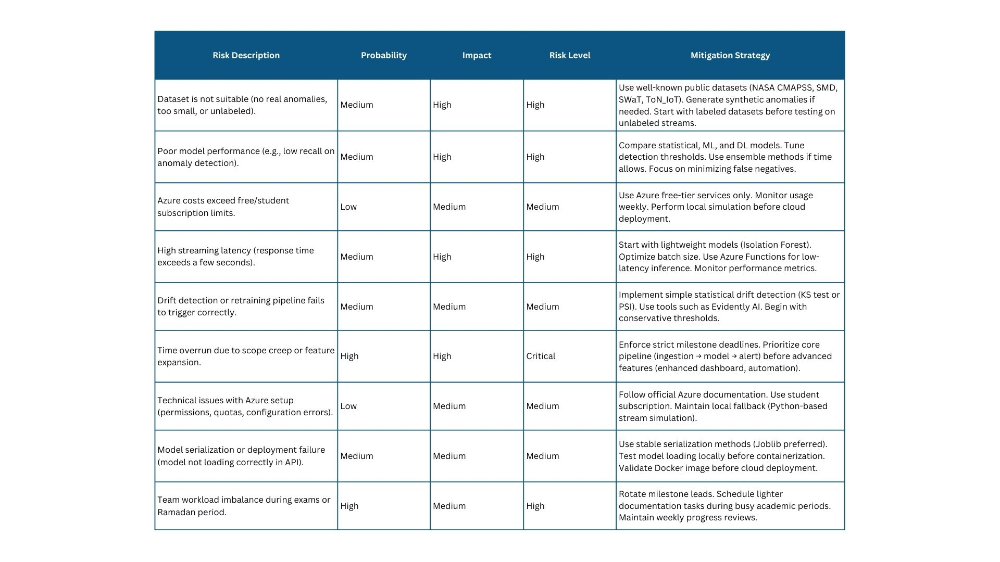 Risk Description
Probability
Impact
Risk Level
Mitigation Strategy
Dataset is not suitable (no real anomalies,
too small, or unlabeled).
Medium
High
High
Use well-known public datasets (NASA CMAPSS, SMD,
SWaT, ToN_IoT). Generate synthetic anomalies if
needed. Start with labeled datasets before testing on
unlabeled streams.
Poor model performance (e.g., low recall on
anomaly detection).
Medium
High
High
Compare statistical, ML, and DL models. Tune
detection thresholds. Use ensemble methods if time
allows. Focus on minimizing false negatives.
Azure costs exceed free/student
subscription limits.
Low
Medium
Medium
Use Azure free-tier services only. Monitor usage
weekly. Perform local simulation before cloud
deployment.
High streaming latency (response time
exceeds a few seconds).
Medium
High
High
Start with lightweight models (Isolation Forest).
Optimize batch size. Use Azure Functions for low-
latency inference. Monitor performance metrics.
Drift detection or retraining pipeline fails
to trigger correctly.
Medium
Medium
Medium
Implement simple statistical drift detection (KS test or
PSI). Use tools such as Evidently AI. Begin with
conservative thresholds.
Time overrun due to scope creep or feature
expansion.
High
High
Critical
Enforce strict milestone deadlines. Prioritize core
pipeline (ingestion → model → alert) before advanced
features (enhanced dashboard, automation).
Technical issues with Azure setup
(permissions, quotas, configuration errors).
Low
Medium
Medium
Follow official Azure documentation. Use student
subscription. Maintain local fallback (Python-based
stream simulation).
Model serialization or deployment failure
(model not loading correctly in API).
Medium
Medium
Medium
Use stable serialization methods (Joblib preferred).
Test model loading locally before containerization.
Validate Docker image before cloud deployment.
Team workload imbalance during exams or
Ramadan period.
High
Medium
High
Rotate milestone leads. Schedule lighter
documentation tasks during busy academic periods.
Maintain weekly progress reviews.